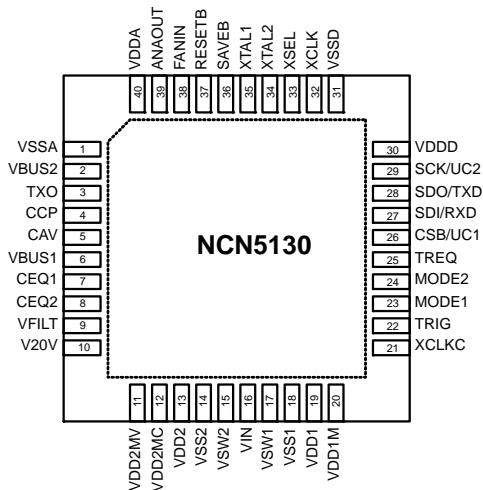 VDDA
ANAOUT
FANIN
RESETB
SAVEB
XTAL1
XTAL2
XSEL
XCLK
VSSD
40
39
38
37
36
35
34
33
32
31
VSSA 1
VBUS2 2
TXO 3
CCP 4
CAV 5
VBUS1 6
CEQ1 7
CEQ2 8
VFILT 9
V20V 10
NCN5130
30 VDDD
29 SCK/UC2
28 SDO/TXD
27 SDI/RXD
26 CSB/UC1
25 TREQ
24 MODE2
23 MODE1
22 TRIG
21 XCLKC
11
12
13
14
15
16
17
18
19
20
VDD2MV
VDD2MC
VDD2
VSS2
VSW2
VIN
VSW1
VSS1
VDD1
VDD1M